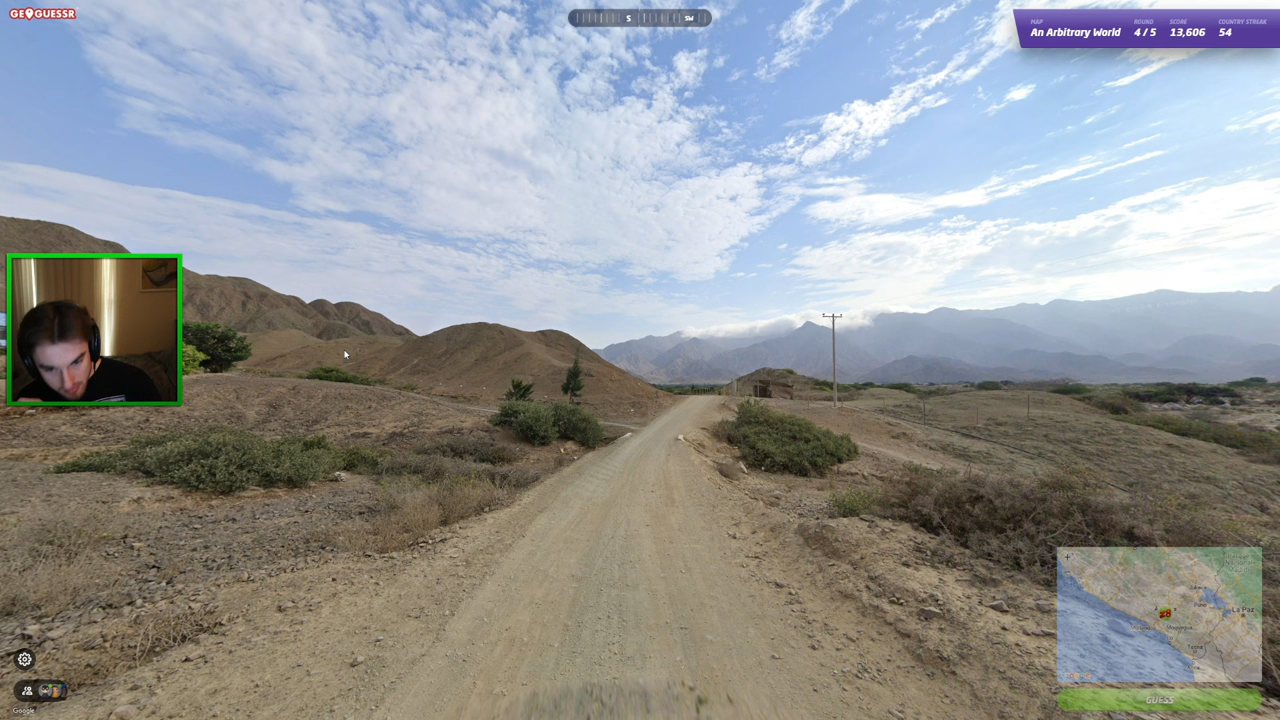 GEOGUESSR
S
SW
MAP
ROUND
SCORE
COUNTRY STREAK
An Arbitrary World
4 / 5
13,606
54
La Paz
GUESS
Google